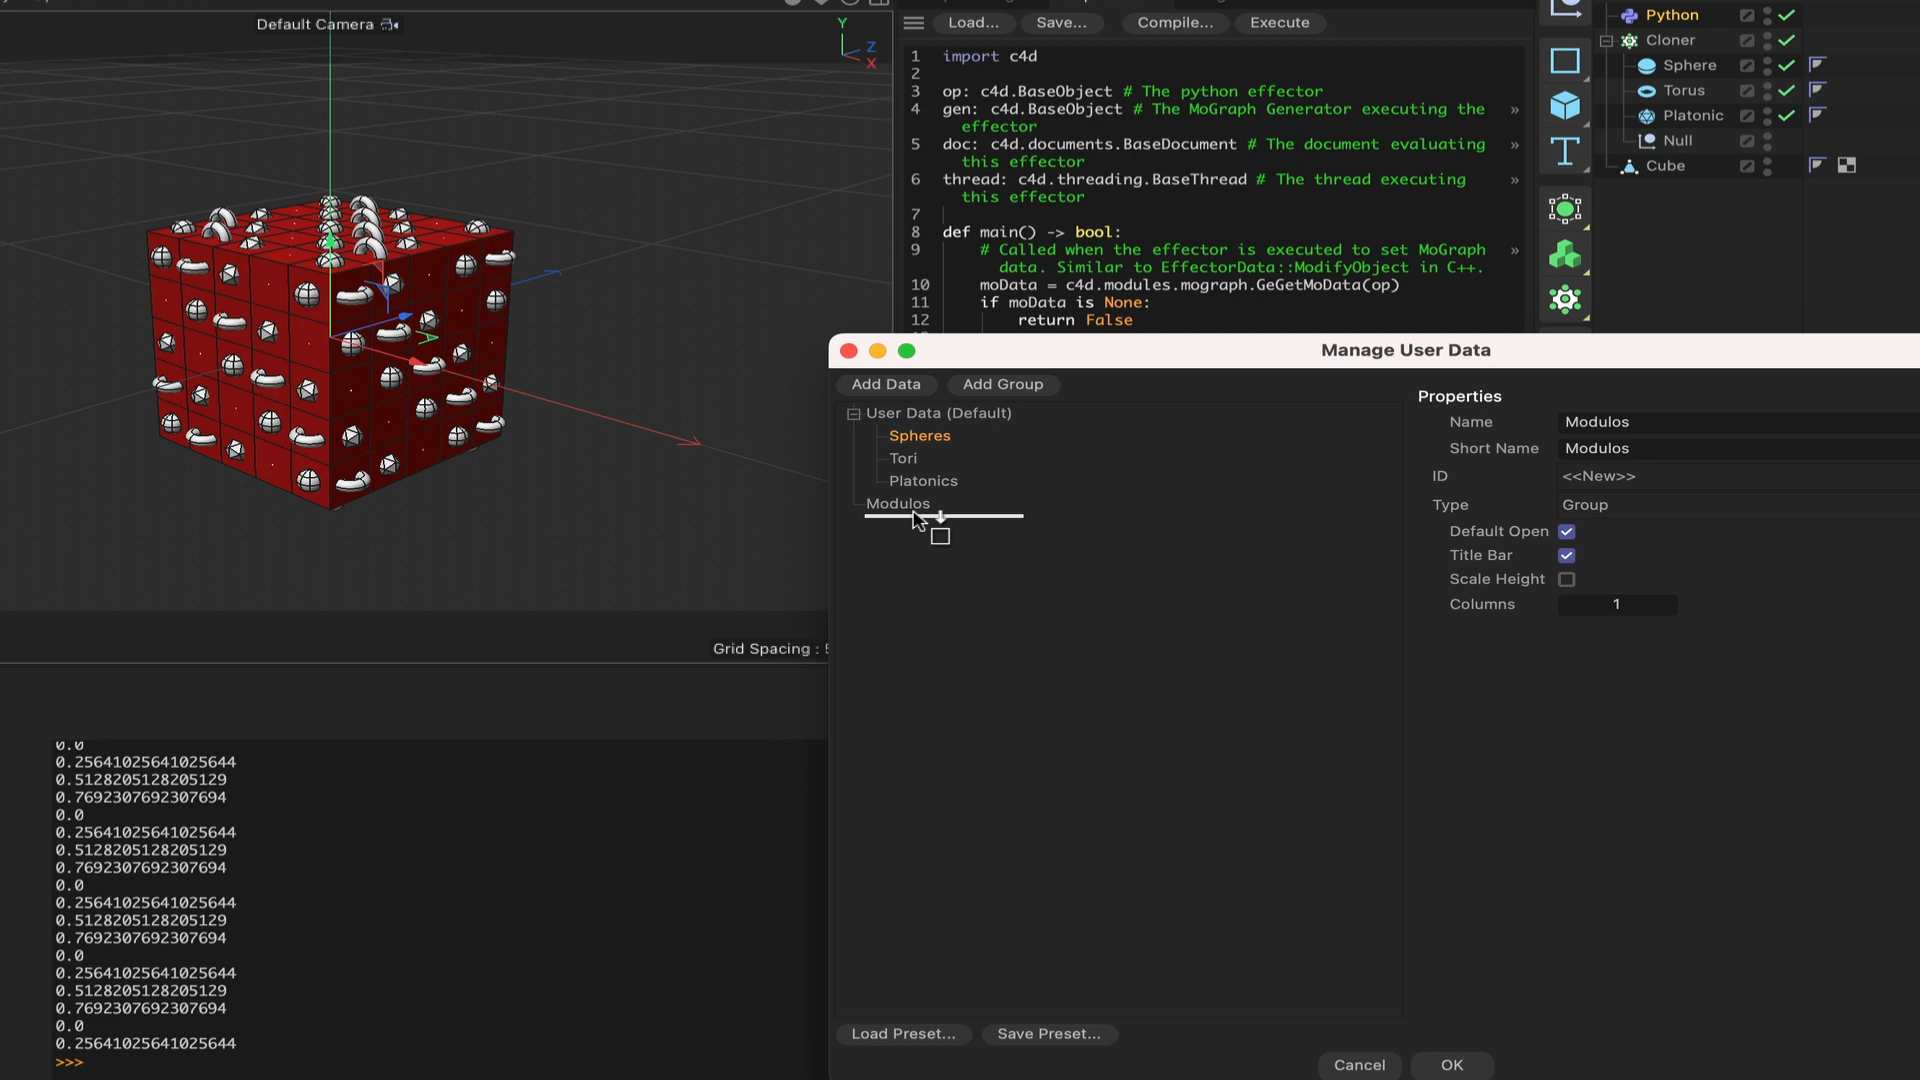 Default Camera
Y
Z
X
Load...
Save...
Compile...
Execute
1 import c4d
2
3 op: c4d.BaseObject # The python effector
4 gen: c4d.BaseObject # The MoGraph Generator executing the »
effector
5 doc: c4d.documents.BaseDocument # The document evaluating »
this effector
6 thread: c4d.threading.BaseThread # The thread executing »
this effector
7
8 def main() -> bool:
9 # Called when the effector is executed to set MoGraph »
data. Similar to EffectorData::ModifyObject in C++.
10 moData = c4d.modules.mograph.GeGetMoData(op)
11 if moData is None:
12 return False
Python
Cloner
Sphere
Torus
Platonic
Null
Cube
Manage User Data
Add Data
Add Group
User Data (Default)
Spheres
Tori
Platonics
Modulos
Properties
Name Modulos
Short Name Modulos
ID <<New>>
Type Group
Default Open
Title Bar
Scale Height
Columns 1
Load Preset...
Save Preset...
Cancel
OK
Grid Spacing : 5
0.0
0.25641025641025644
0.5128205128205129
0.7692307692307694
0.0
0.25641025641025644
0.5128205128205129
0.7692307692307694
0.0
0.25641025641025644
0.5128205128205129
0.7692307692307694
0.0
0.25641025641025644
0.5128205128205129
0.7692307692307694
0.0
0.25641025641025644
>>>